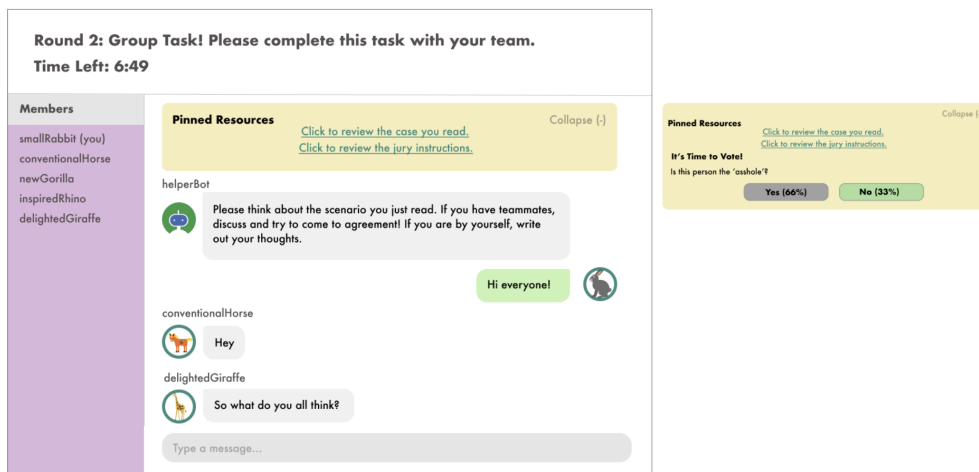 Round 2: Group Task! Please complete this task with your team.
Time Left: 6:49
Members
smallRabbit (you)
conventionalHorse
newGorilla
inspiredRhino
delightedGiraffe
Pinned Resources
Collapse (-)
Click to review the case you read.
Click to review the jury instructions.
helperBot
Please think about the scenario you just read. If you have teammates,
discuss and try to come to agreement! If you are by yourself, write
out your thoughts.
Hi everyone!
conventionalHorse
Hey
delightedGiraffe
So what do you all think?
Type a message...
Collapse (
Pinned Resources
Click to review the case you read.
Click to review the jury instructions.
It's Time to Vote!
Is this person the 'asshole'?
Yes (66%)
No (33%)